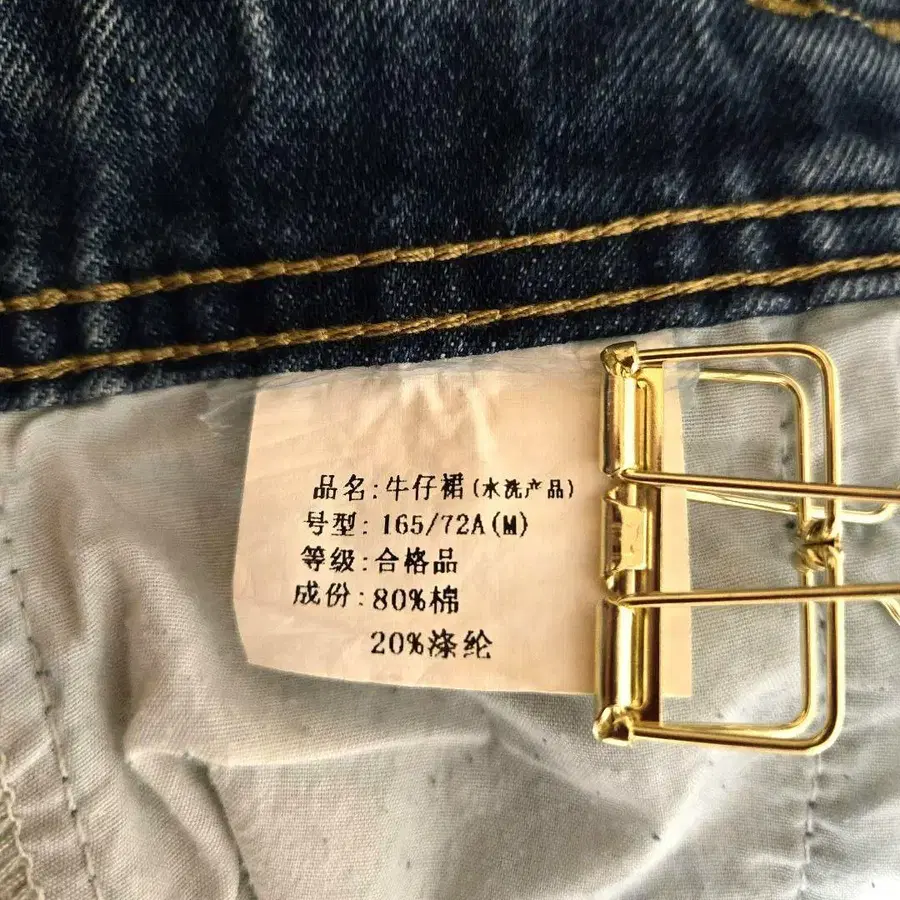 品名:牛仔裙(水洗产品)
号型:165/72A(M)
等级:合格品
成份:80%棉
20%涤纶